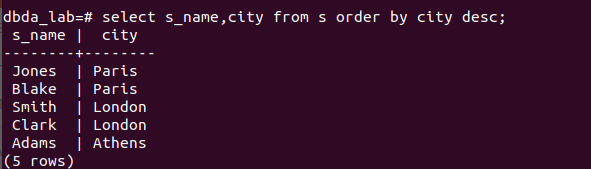 dbda_lab=# select s_name,city from s order by city desc;
 s_name |  city
--------+--------
 Jones  | Paris
 Blake  | Paris
 Smith  | London
 Clark  | London
 Adams  | Athens
(5 rows)